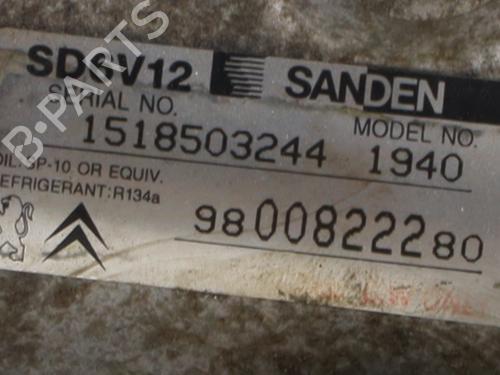 B-PARTS
SD6V12 SANDEN
SERIAL NO. MODEL NO.
1518503244 1940
OIL: SP-10 OR EQUIV.
REFRIGERANT: R134a
9800822280